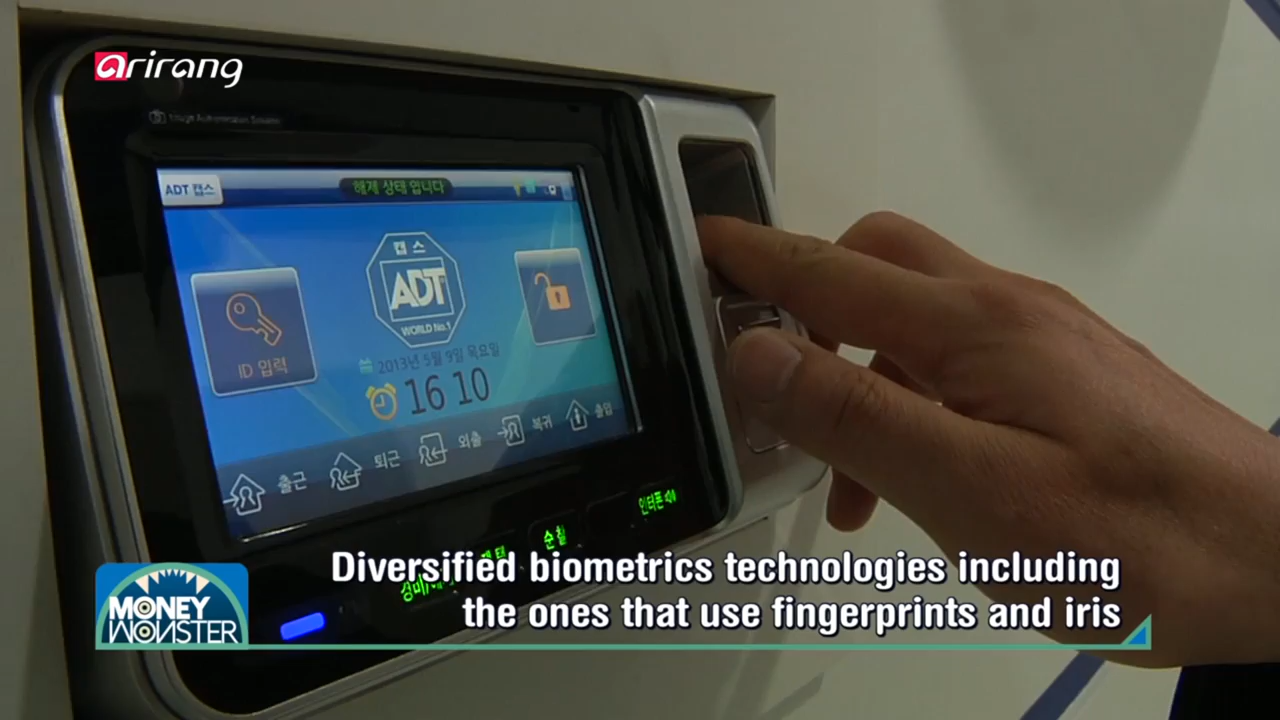 arirang
ADT 캡스
해제 상태 입니다
캡스
ADT
WORLD No.1
ID 입력
2013년 5월 9일 목요일
16 10
출근
퇴근
외출
복귀
출입
인터폰
순찰
Diversified biometrics technologies including
the ones that use fingerprints and iris
MONEY
MONSTER